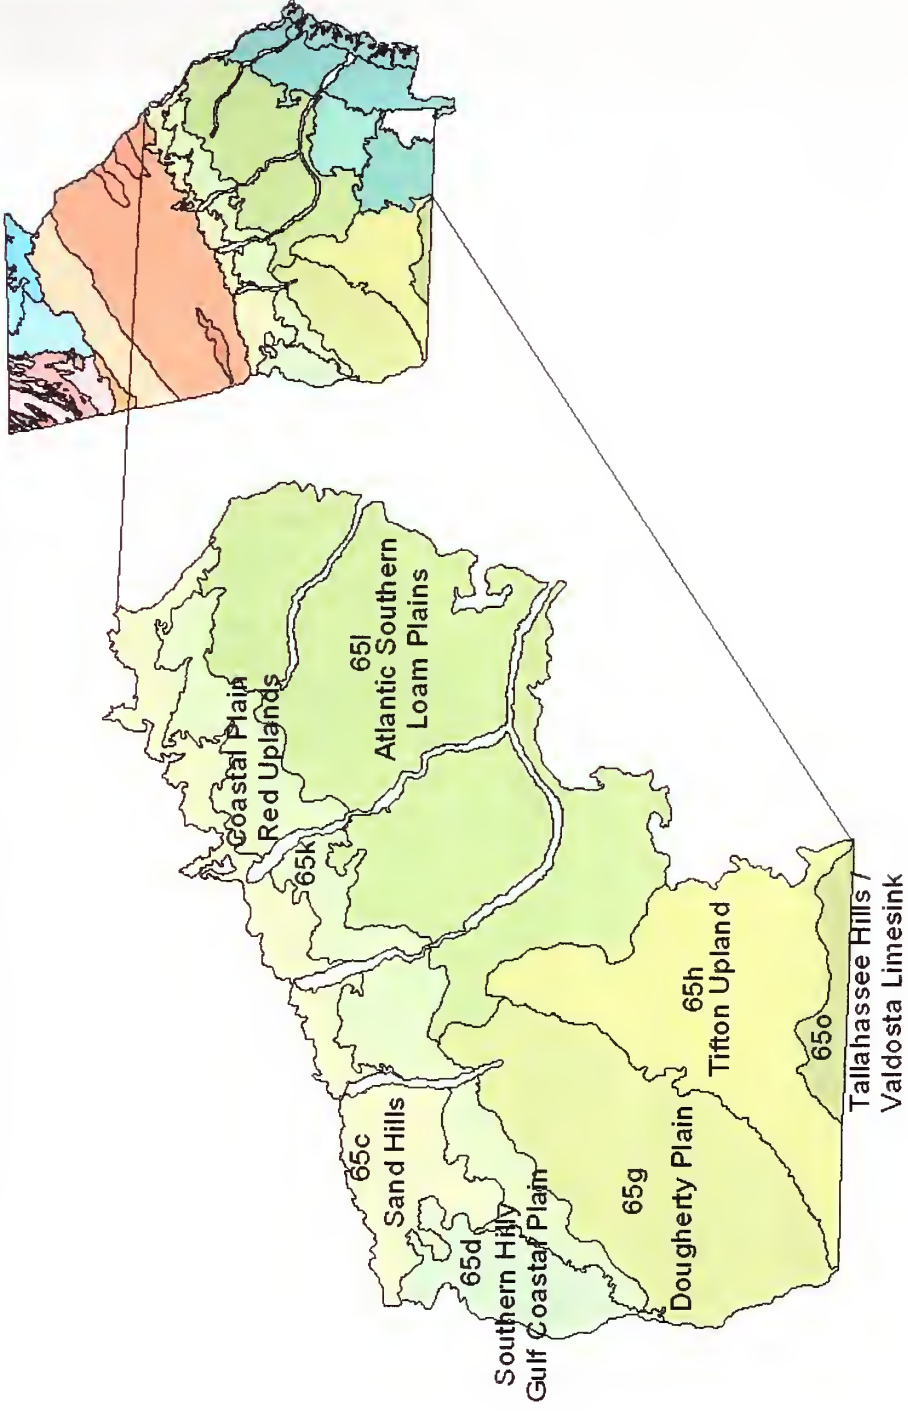 65c
Sand Hills
65d
Southern Hilly
Gulf Coastal Plain
65k
Coastal Plain
Red Uplands
65l
Atlantic Southern
Loam Plains
65g
Dougherty Plain
65h
Tifton Upland
65o
Tallahassee Hills /
Valdosta Limesink